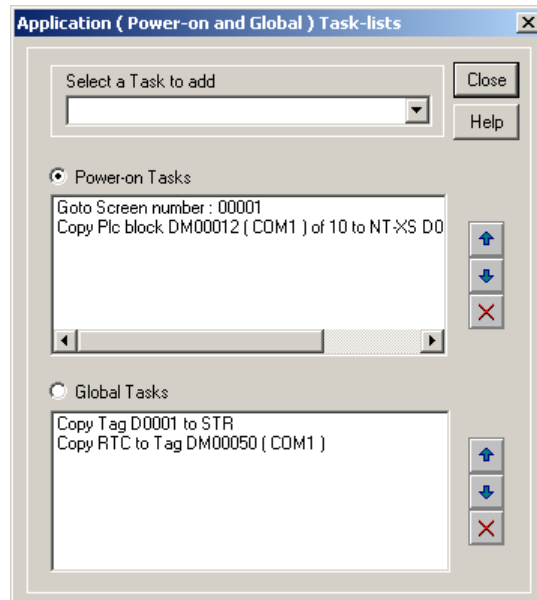 Application ( Power-on and Global ) Task-lists
Select a Task to add
Close
Help
Power-on Tasks
Goto Screen number : 00001
Copy Plc block DM00012 ( COM1 ) of 10 to NT-XS D0
Global Tasks
Copy Tag D0001 to STR
Copy RTC to Tag DM00050 ( COM1 )